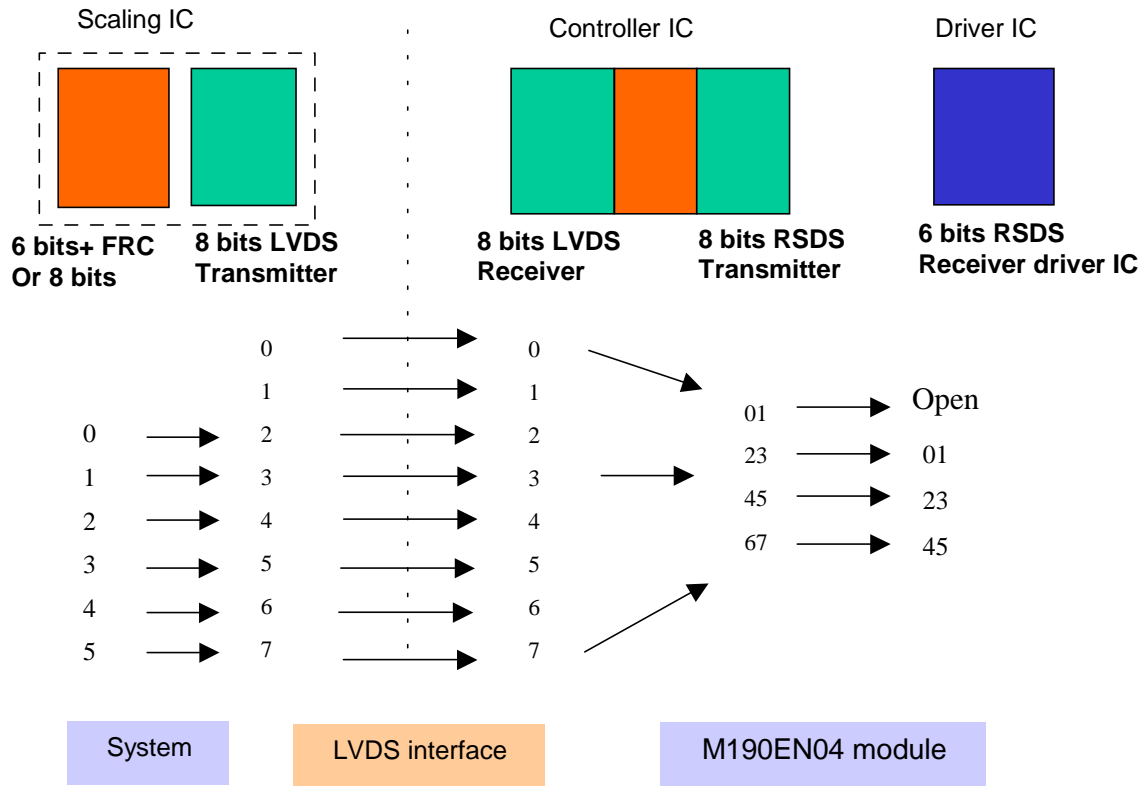 Scaling IC
Controller IC
Driver IC
6 bits+ FRC
Or 8 bits
8 bits LVDS
Transmitter
8 bits LVDS
Receiver
8 bits RSDS
Transmitter
6 bits RSDS
Receiver driver IC
0
1
2
3
4
5
0
1
2
3
4
5
6
7
0
1
2
3
4
5
6
7
01
23
45
67
Open
01
23
45
System
LVDS interface
M190EN04 module